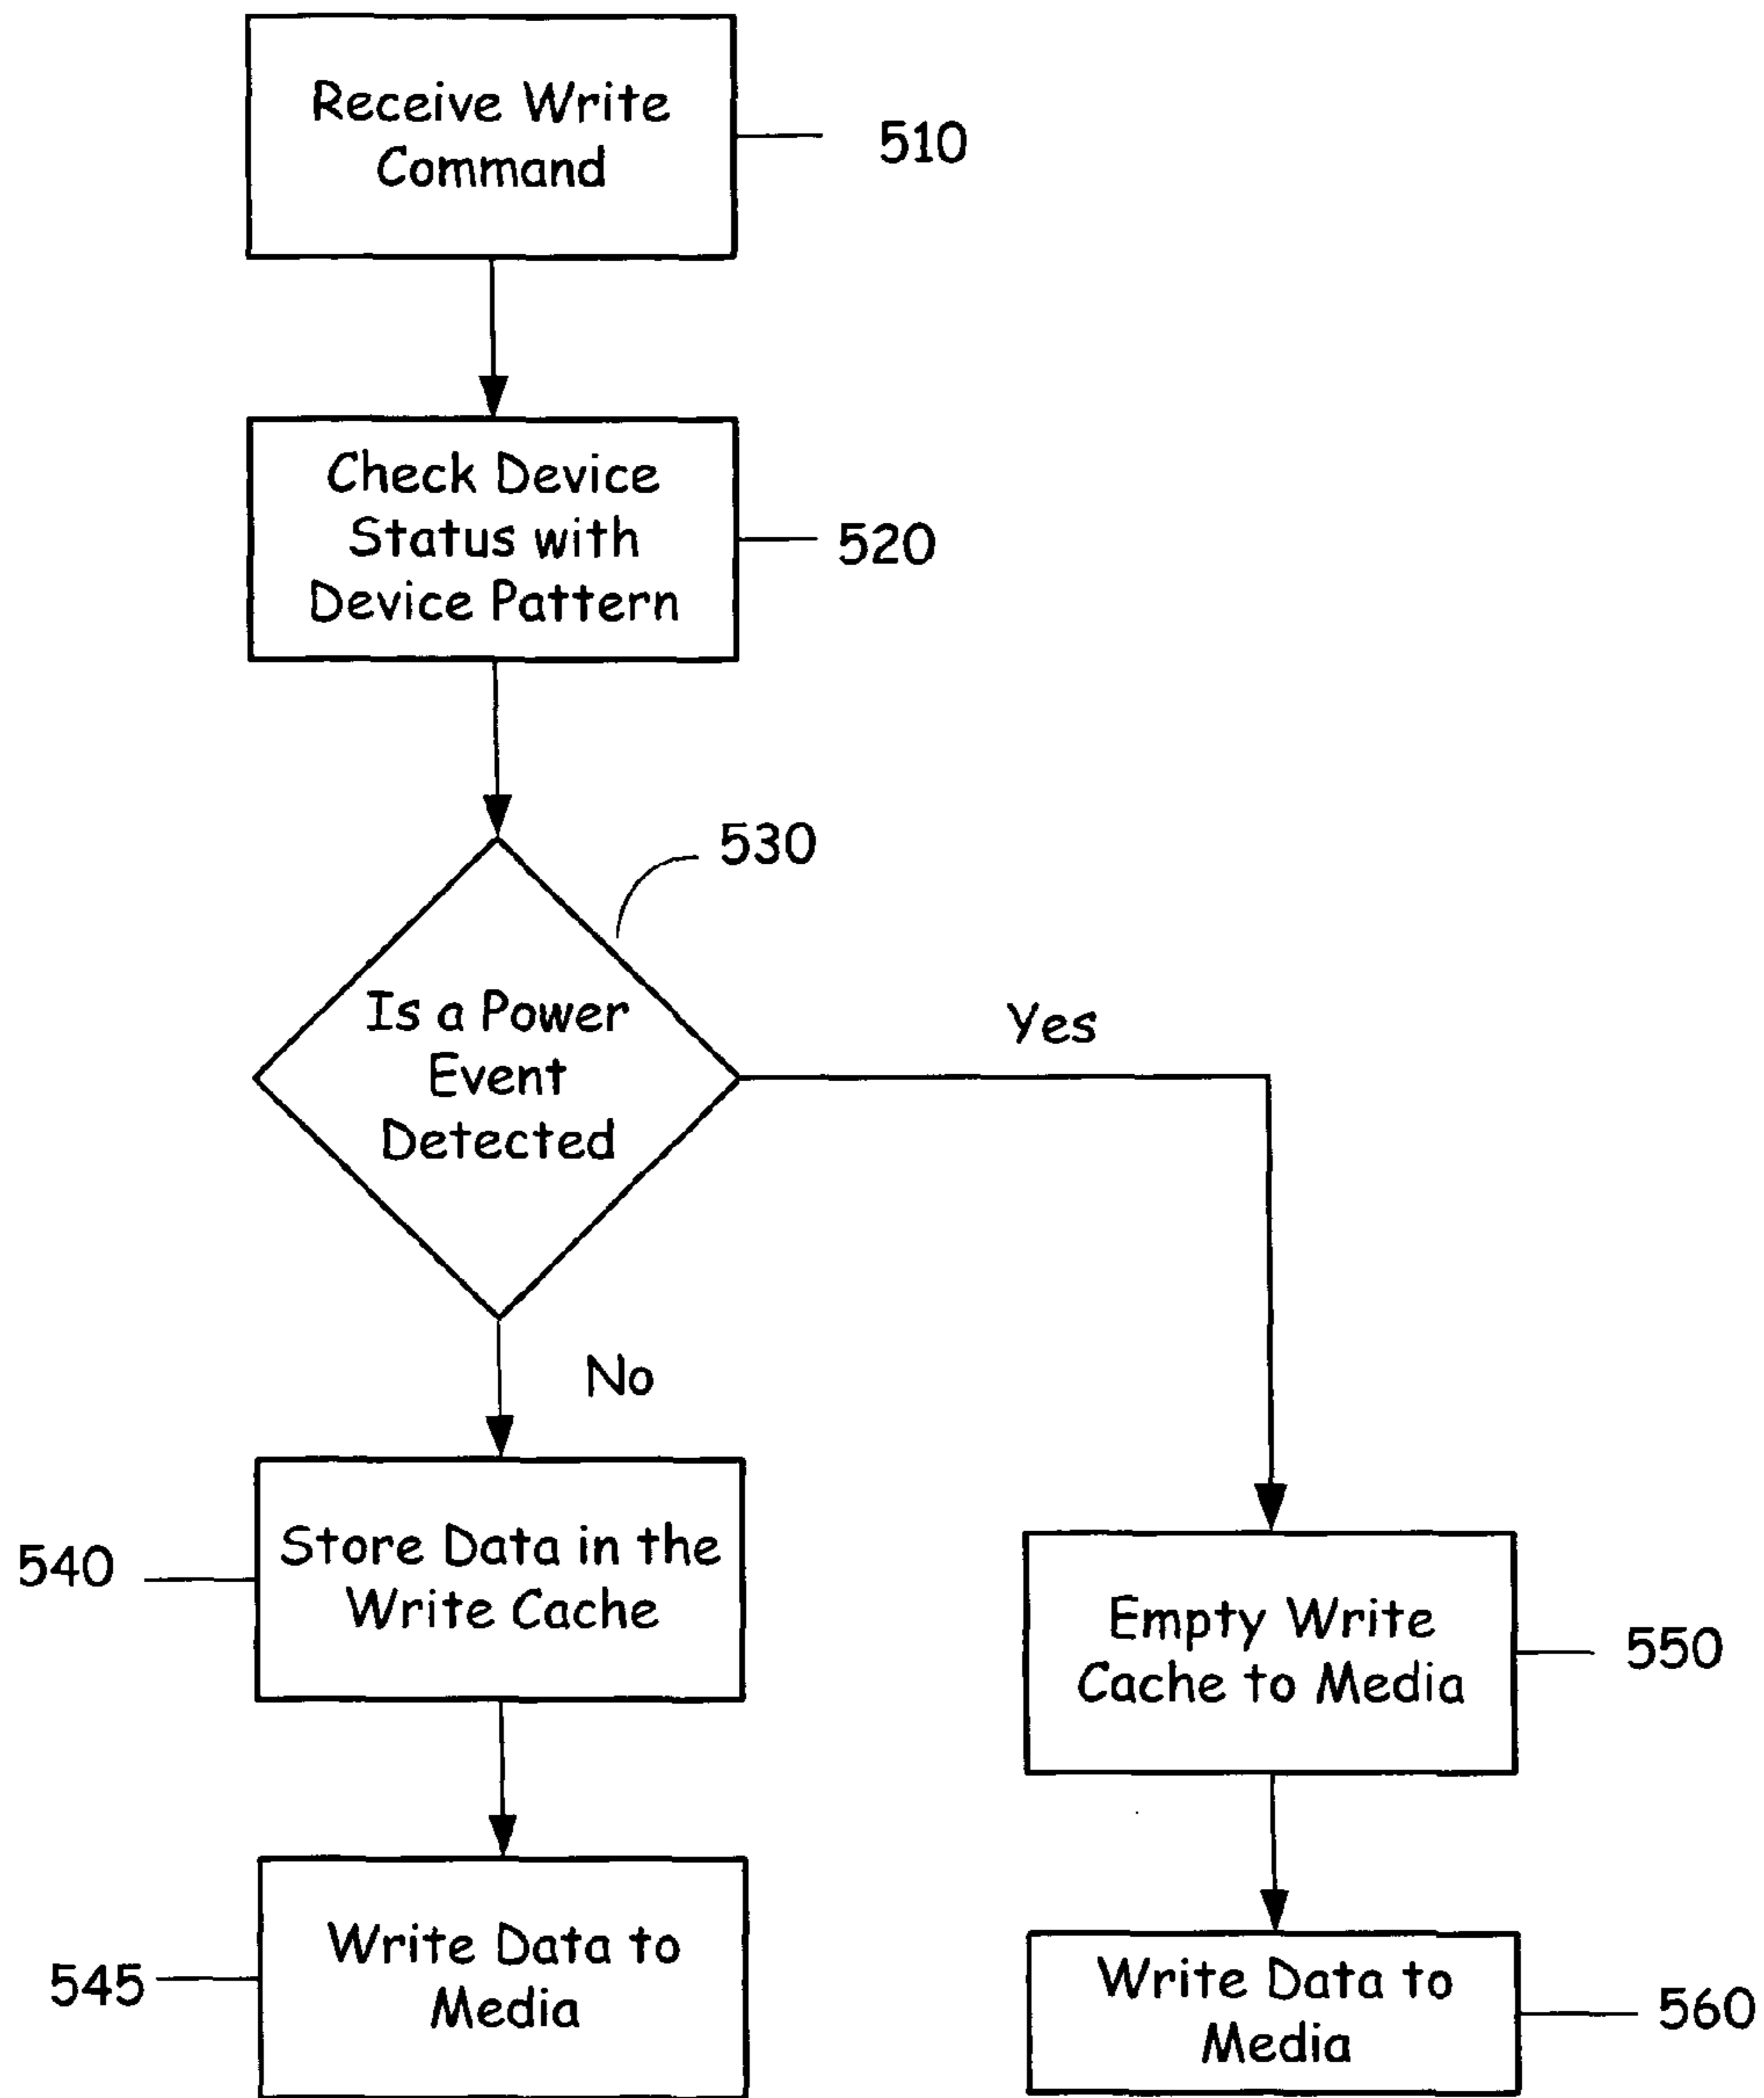 Receive Write
Command
510
Check Device
Status with
Device Pattern
520
530
Is a Power
Event
Detected
Yes
No
Store Data in the
Write Cache
540
Empty Write
Cache to Media
550
Write Data to
Media
545
Write Data to
Media
560